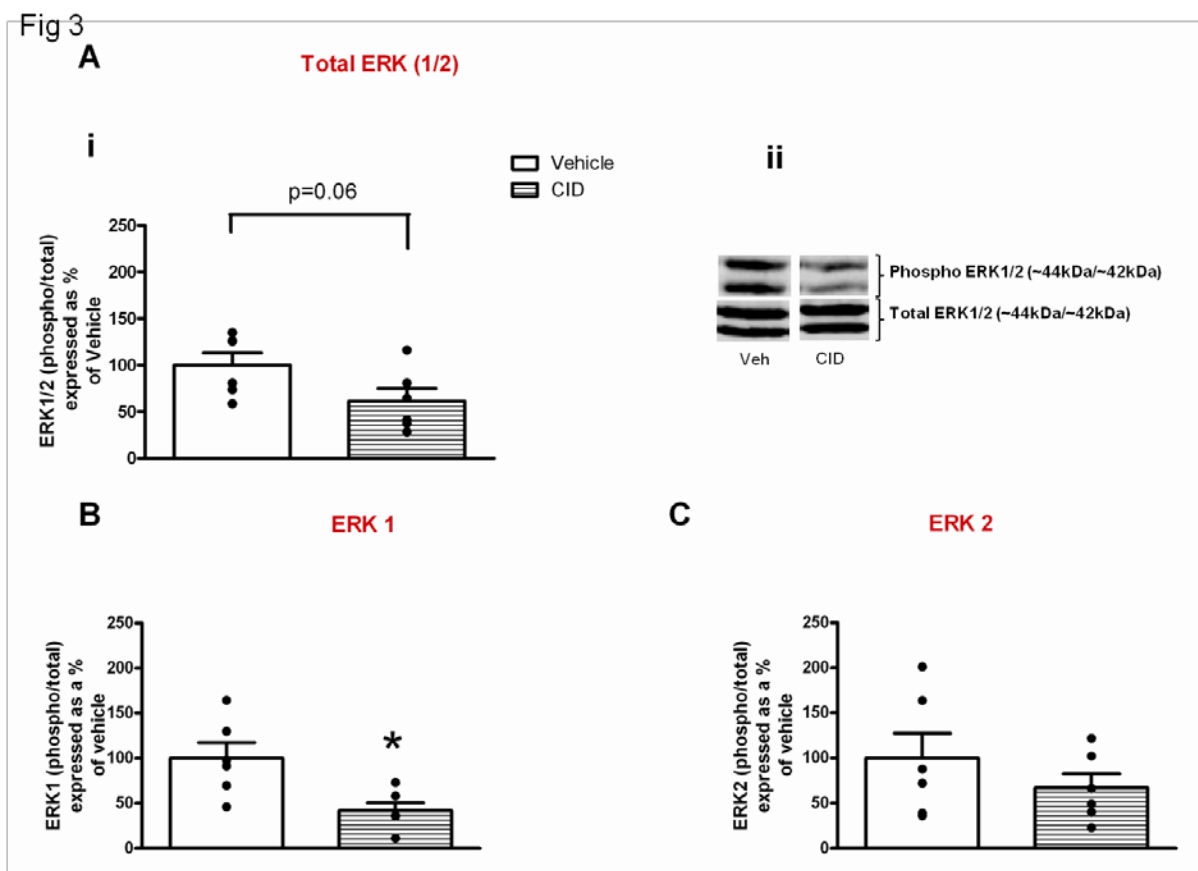 Fig 3
A
Total ERK (1/2)
i
Vehicle
CID
p=0.06
250
200
150
100
50
0
ERK1/2 (phospho/total)
expressed as %
of Vehicle
ii
Phospho ERK1/2 (~44kDa/~42kDa)
Total ERK1/2 (~44kDa/~42kDa)
Veh
CID
B
ERK 1
250
200
150
100
50
0
ERK1 (phospho/total)
expressed as a %
of vehicle
*
C
ERK 2
250
200
150
100
50
0
ERK2 (phospho/total)
expressed as a %
of vehicle